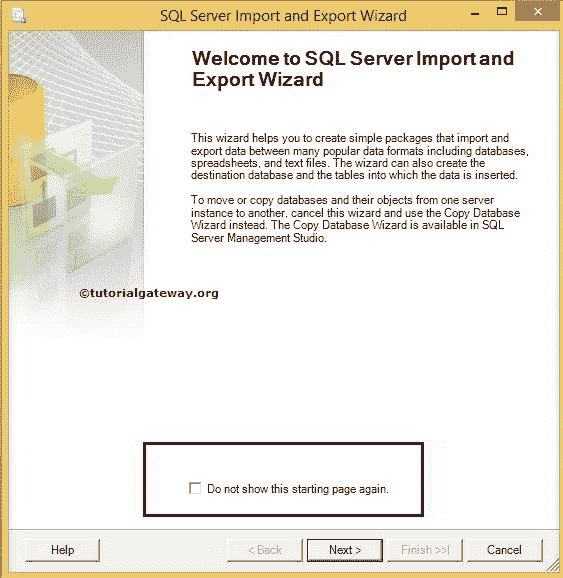 SQL Server Import and Export Wizard
Welcome to SQL Server Import and
Export Wizard
This wizard helps you to create simple packages that import and
export data between many popular data formats including databases,
spreadsheets, and text files. The wizard can also create the
destination database and the tables into which the data is inserted.
To move or copy databases and their objects from one server
instance to another, cancel this wizard and use the Copy Database
Wizard instead. The Copy Database Wizard is available in SQL
Server Management Studio.
©tutorialgateway.org
Do not show this starting page again.
Help
< Back
Next >
Finish >>|
Cancel